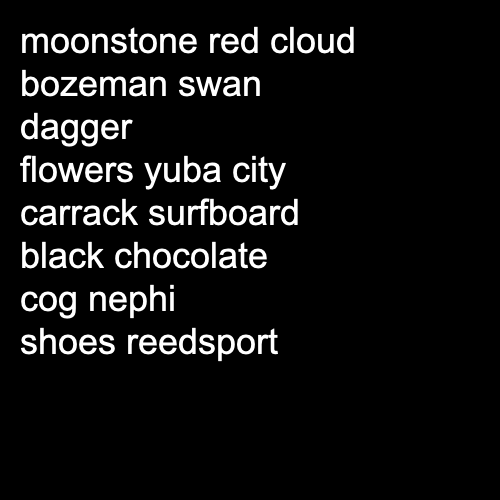 moonstone red cloud
bozeman swan
dagger
flowers yuba city
carrack surfboard
black chocolate
cog nephi
shoes reedsport